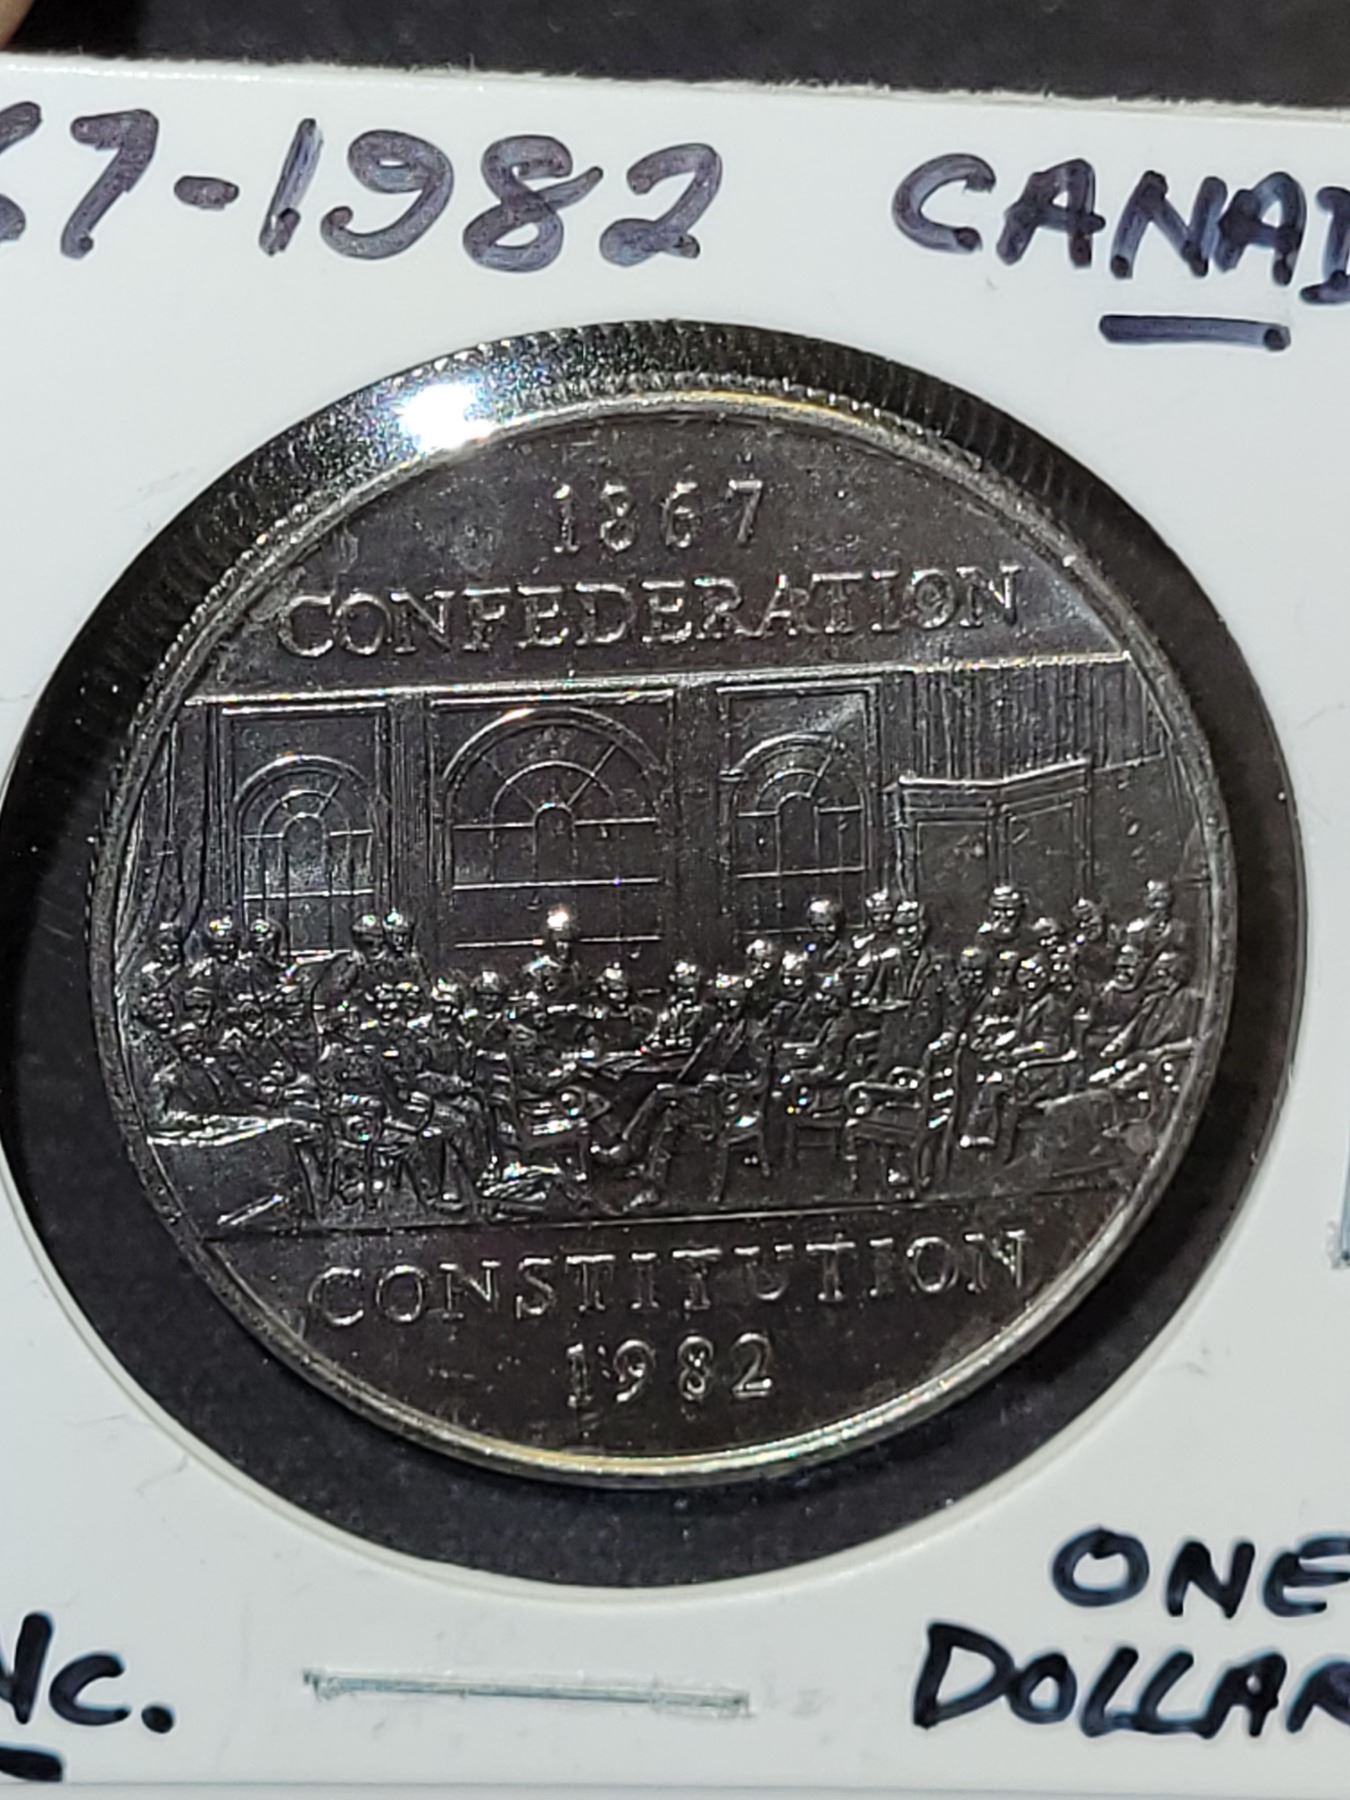 67-1982 CANAD
1867
CONFEDERATION
CONSTITUTION
1982
ONE
NC. DOLLAR